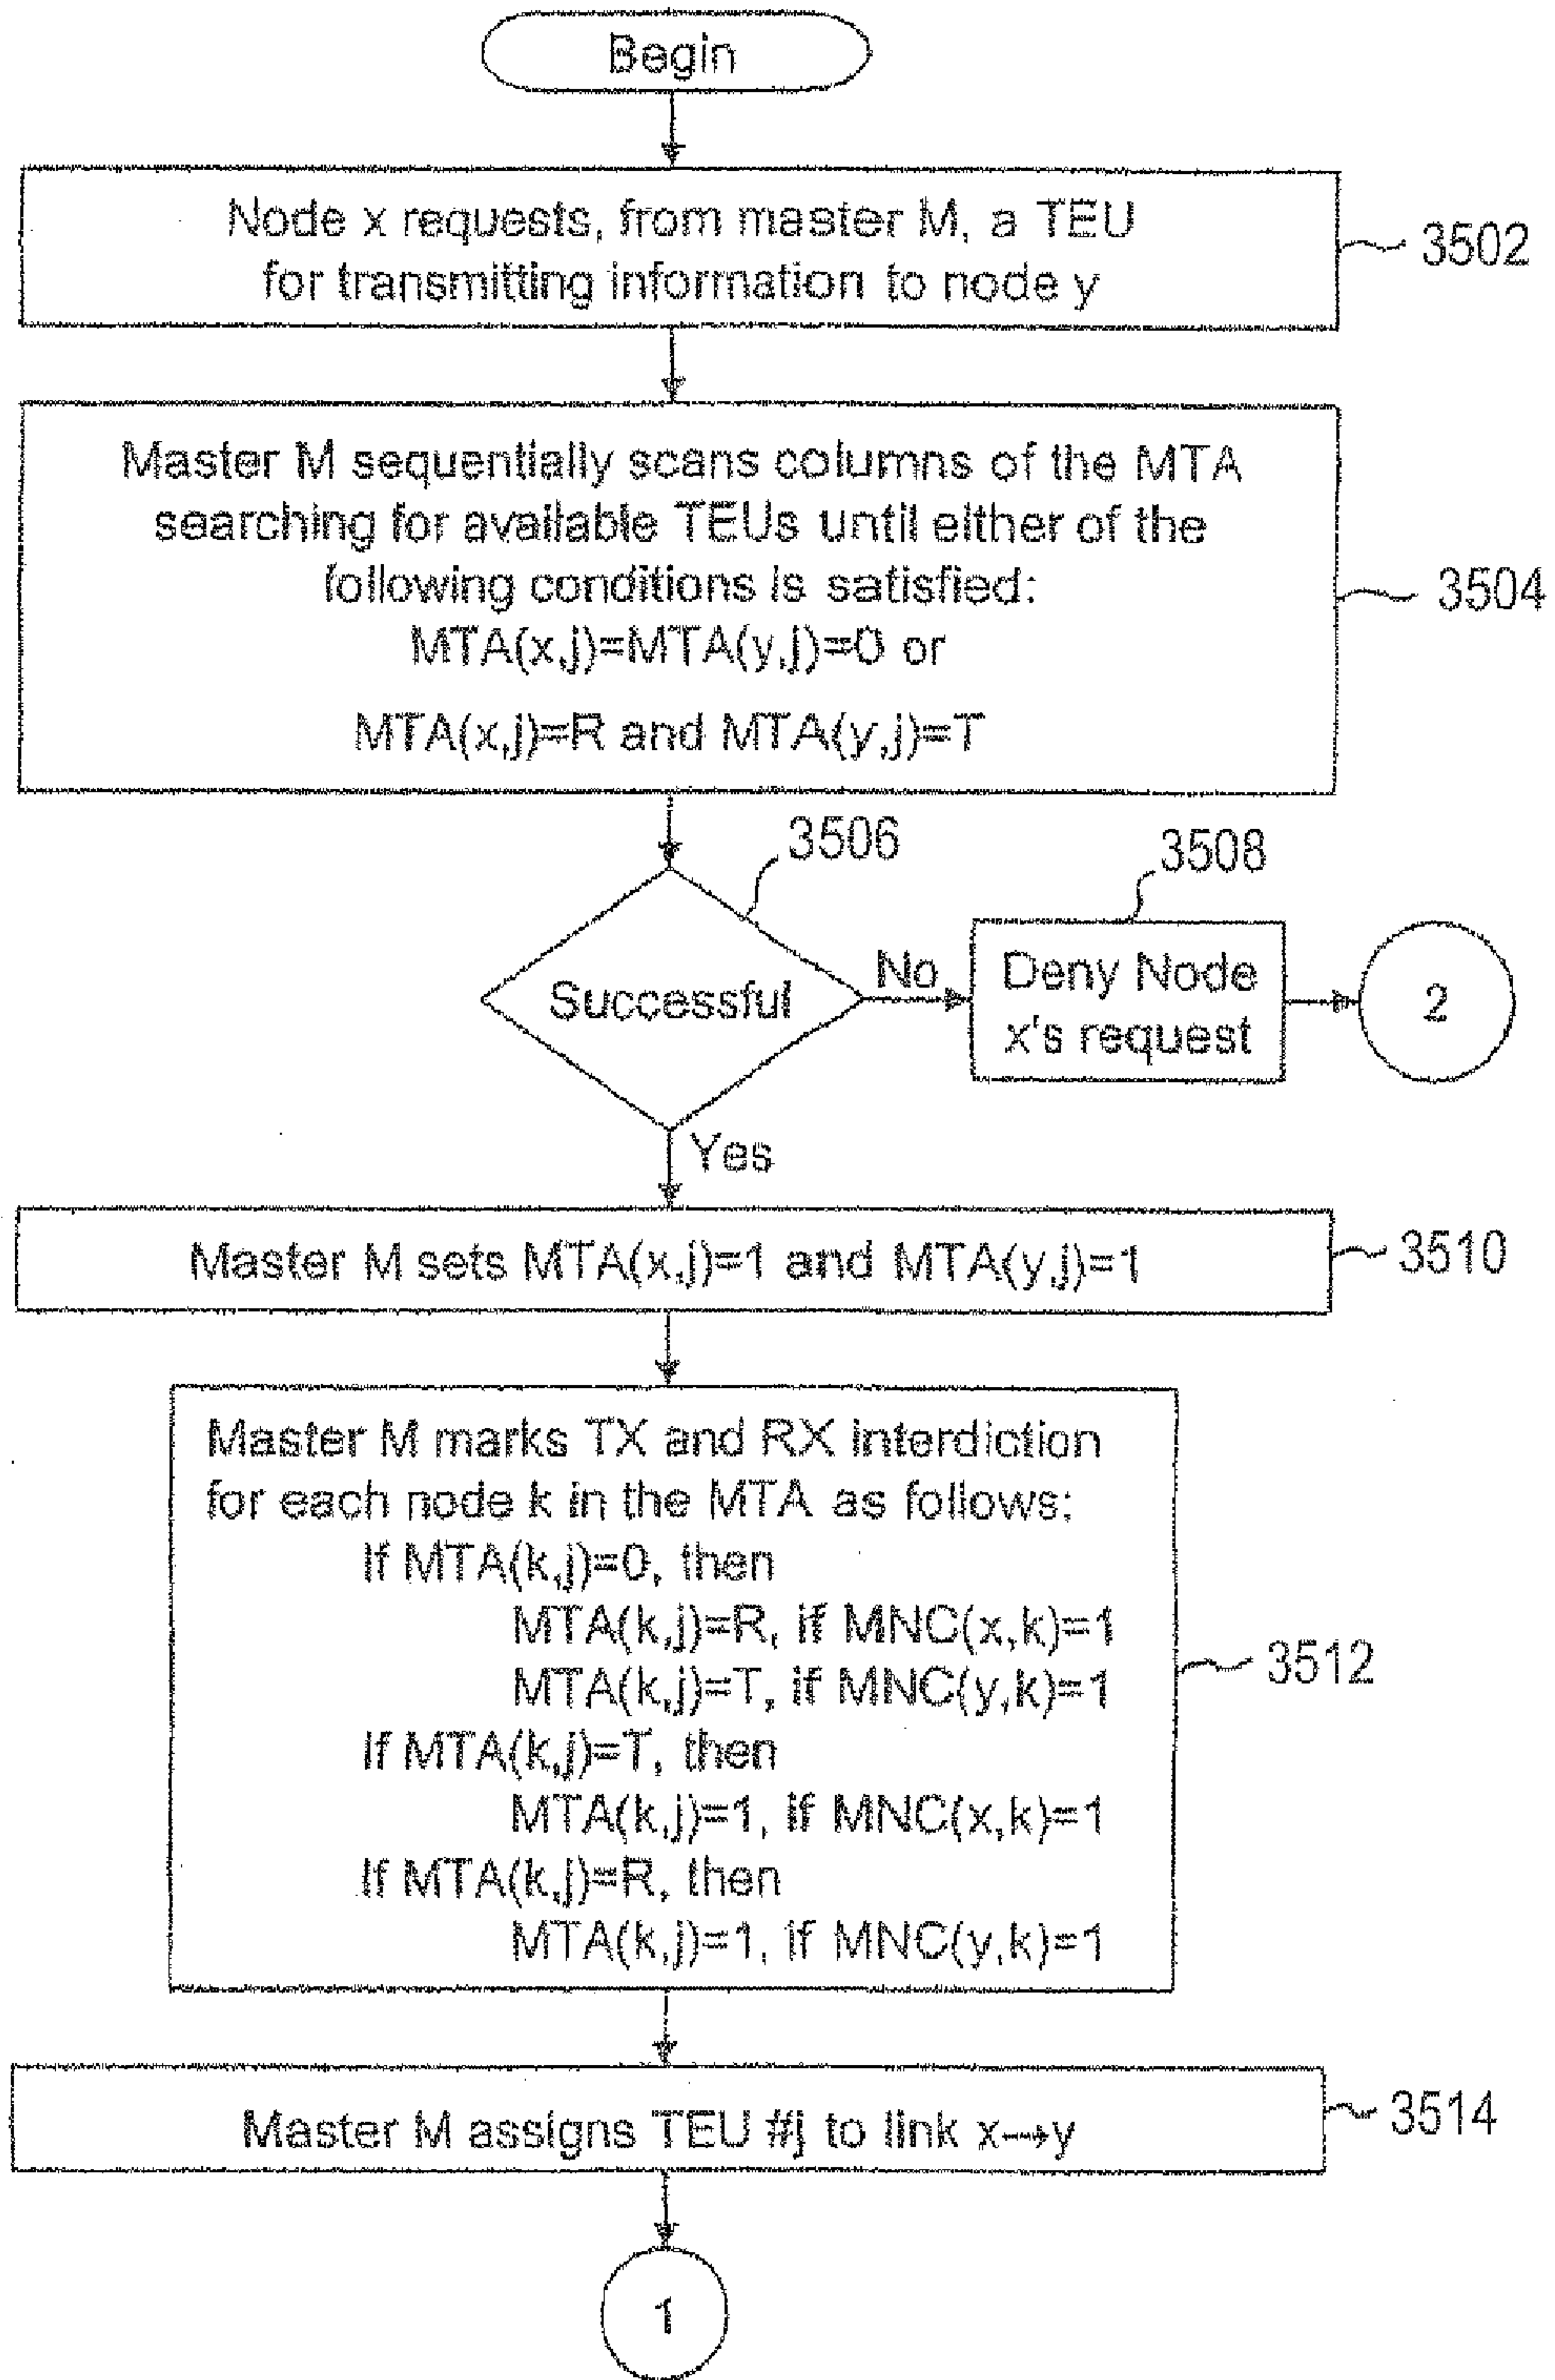 Begin
Node x requests, from master M, a TEU
for transmitting information to node y
3502
Master M sequentially scans columns of the MTA
searching for available TEUs until either of the
following conditions is satisfied:
MTA(x,j)=MTA(y,j)=0 or
MTA(x,j)=R and MTA(y,j)=T
3504
3506
3508
Successful
No
Deny Node
x's request
2
Yes
Master M sets MTA(x,j)=1 and MTA(y,j)=1
3510
Master M marks TX and RX interdiction
for each node k in the MTA as follows:
If MTA(k,j)=0, then
MTA(k,j)=R, if MNC(x,k)=1
MTA(k,j)=T, if MNC(y,k)=1
If MTA(k,j)=T, then
MTA(k,j)=1, if MNC(x,k)=1
If MTA(k,j)=R, then
MTA(k,j)=1, if MNC(y,k)=1
3512
Master M assigns TEU #j to link x→y
3514
1